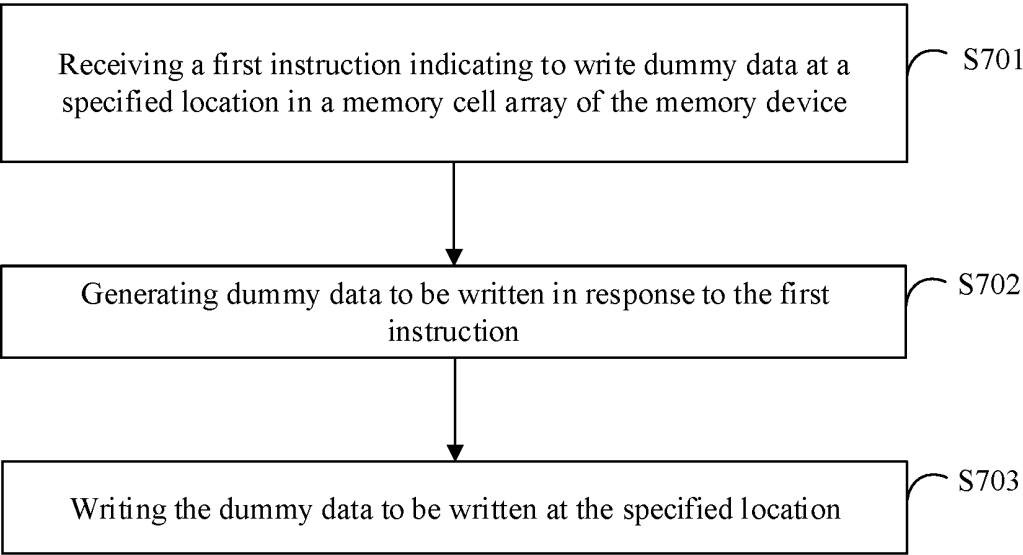 Receiving a first instruction indicating to write dummy data at a
specified location in a memory cell array of the memory device
S701
Generating dummy data to be written in response to the first
instruction
S702
Writing the dummy data to be written at the specified location
S703